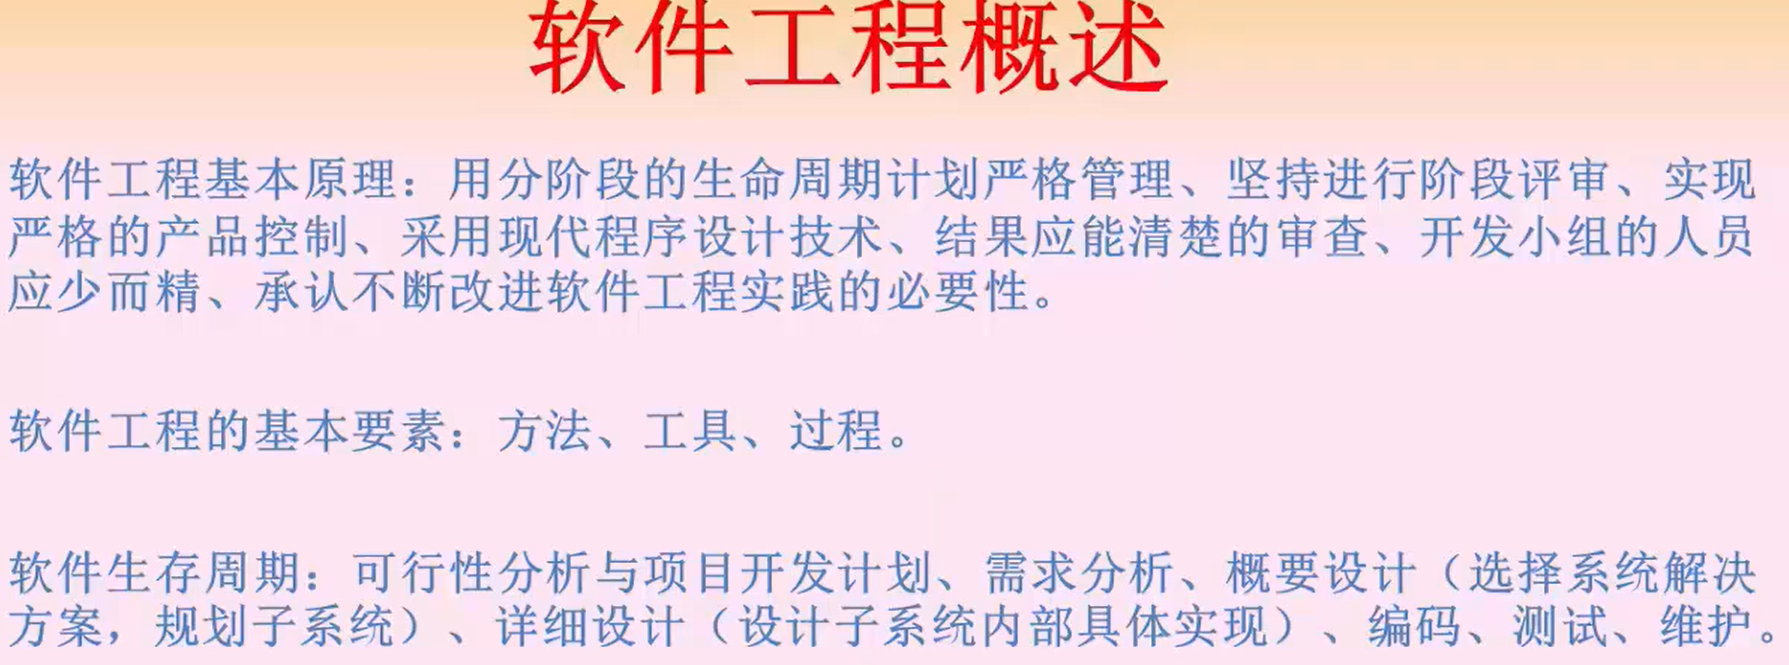 软件工程概述
软件工程基本原理：用分阶段的生命周期计划严格管理、坚持进行阶段评审、实现
严格的产品控制、采用现代程序设计技术、结果应能清楚的审查、开发小组的人员
应少而精、承认不断改进软件工程实践的必要性。
软件工程的基本要素：方法、工具、过程。
软件生存周期：可行性分析与项目开发计划、需求分析、概要设计（选择系统解决
方案，规划子系统）、详细设计（设计子系统内部具体实现）、编码、测试、维护。